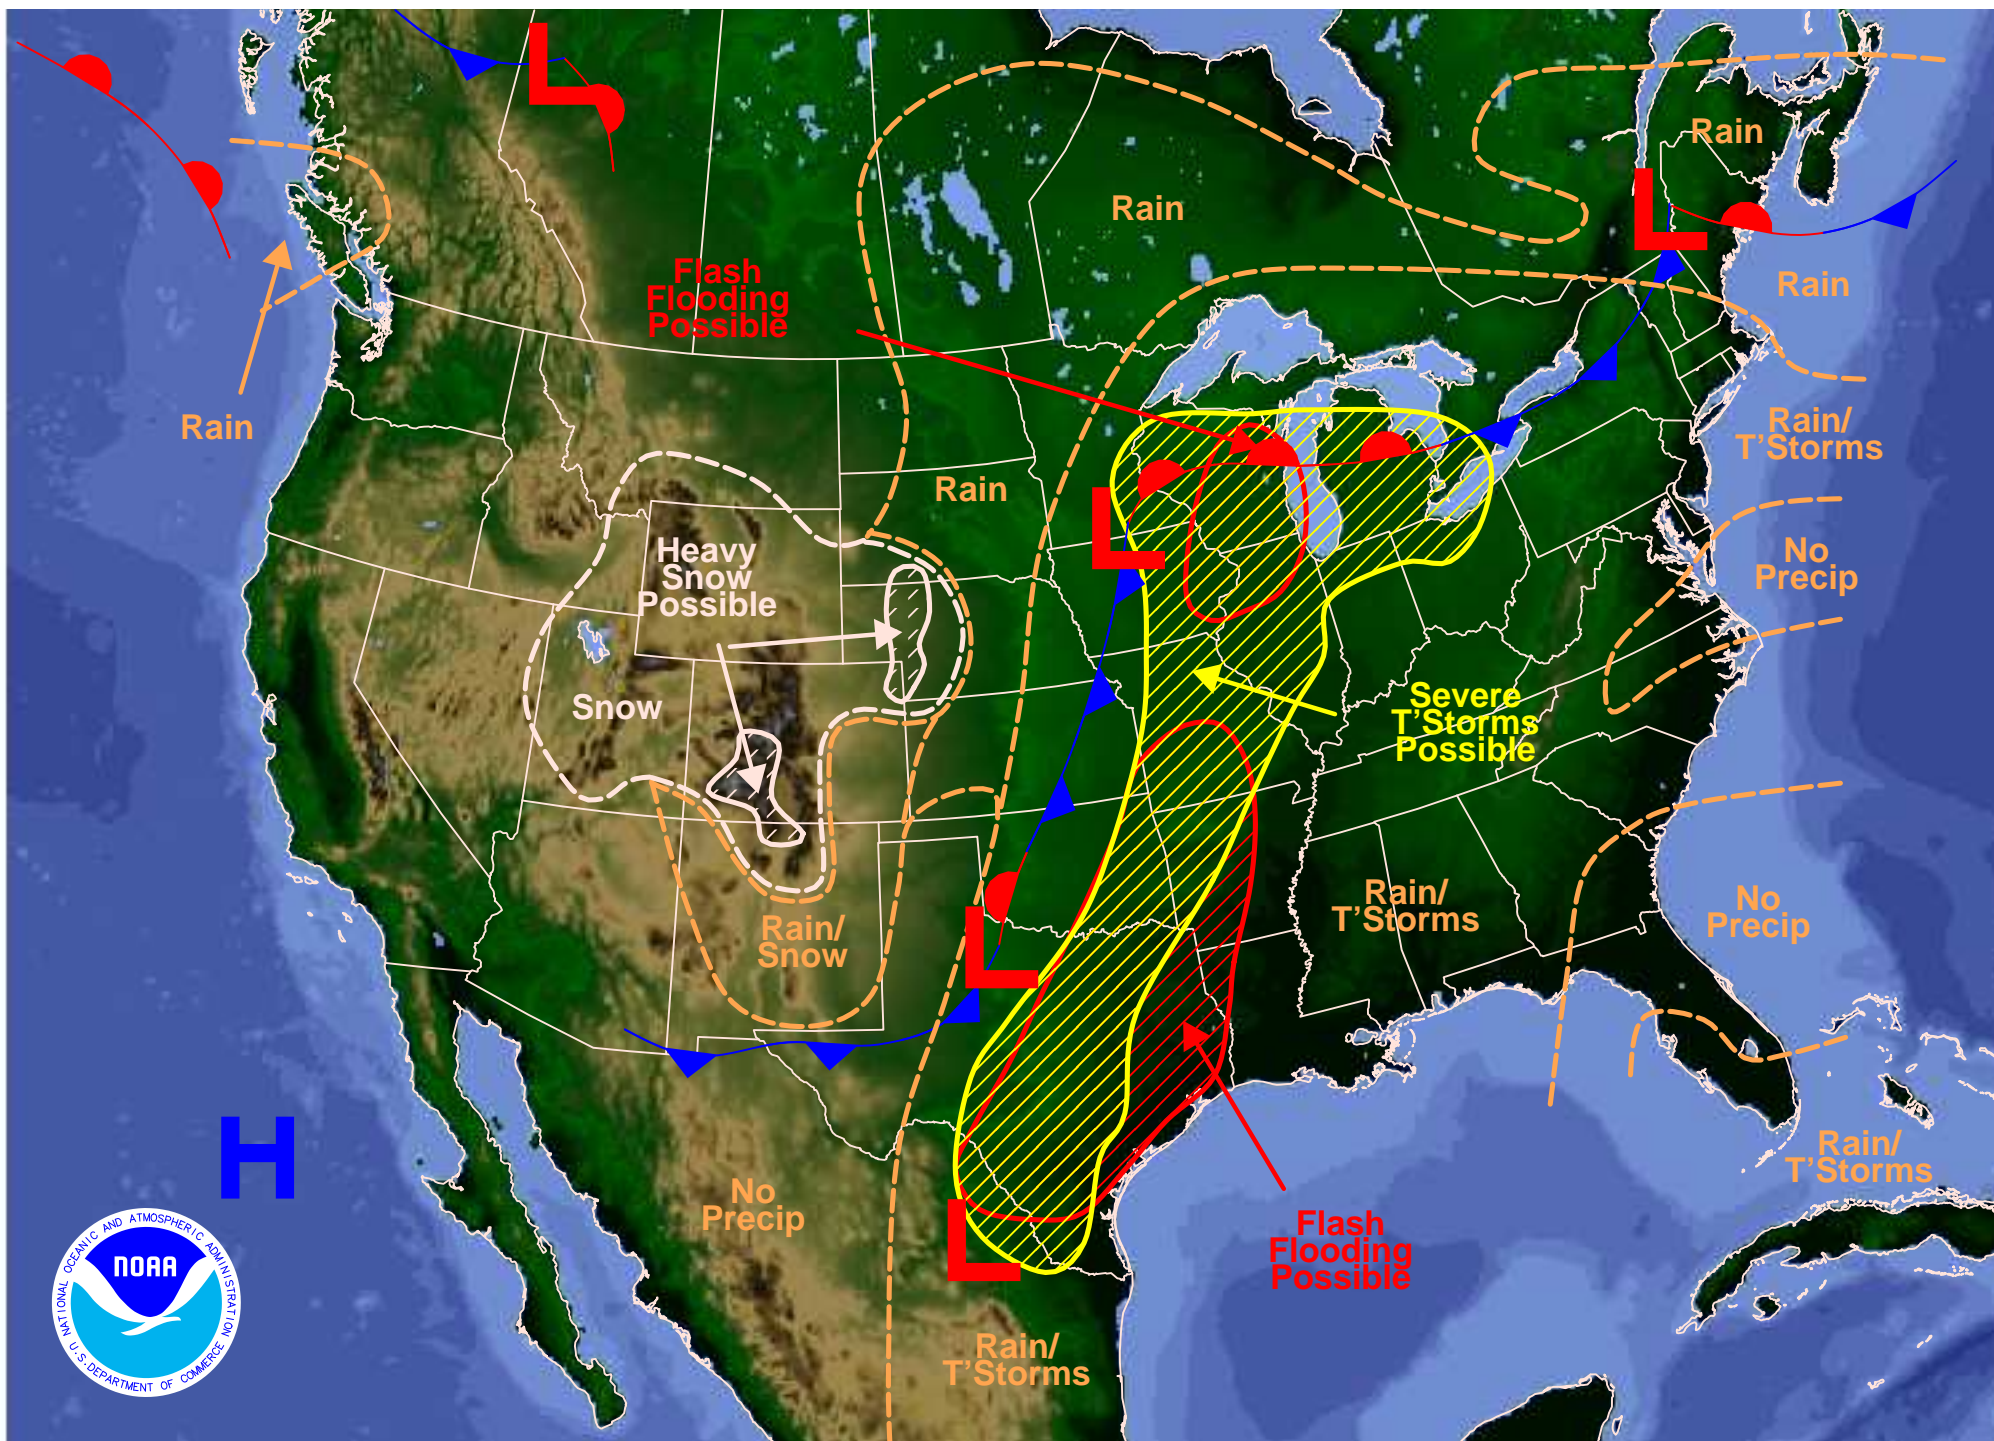 L
Rain
Rain
L
Flash
Flooding
Possible
Rain
Rain
Rain/
T'Storms
Rain
L
Heavy
Snow
Possible
No
Precip
Snow
Severe
T'Storms
Possible
Rain/
T'Storms
No
Precip
Rain/
Snow
L
H
Rain/
T'Storms
No
Precip
L
Flash
Flooding
Possible
Rain/
T'Storms
NATIONAL OCEANIC AND ATMOSPHERIC ADMINISTRATION
NOAA
U.S. DEPARTMENT OF COMMERCE